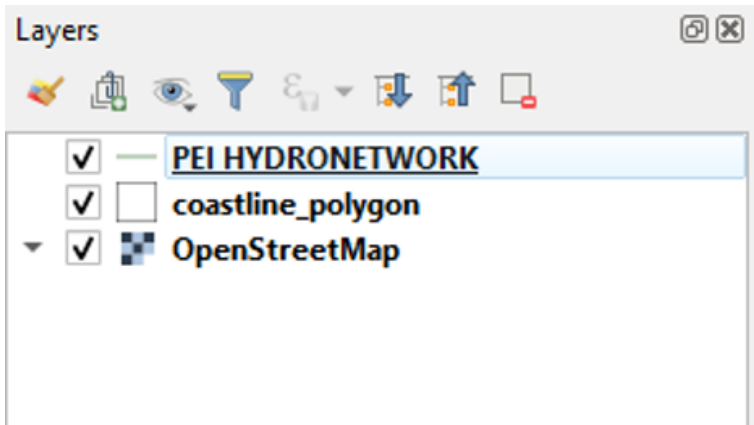 Layers
PEI HYDRONETWORK
coastline_polygon
OpenStreetMap